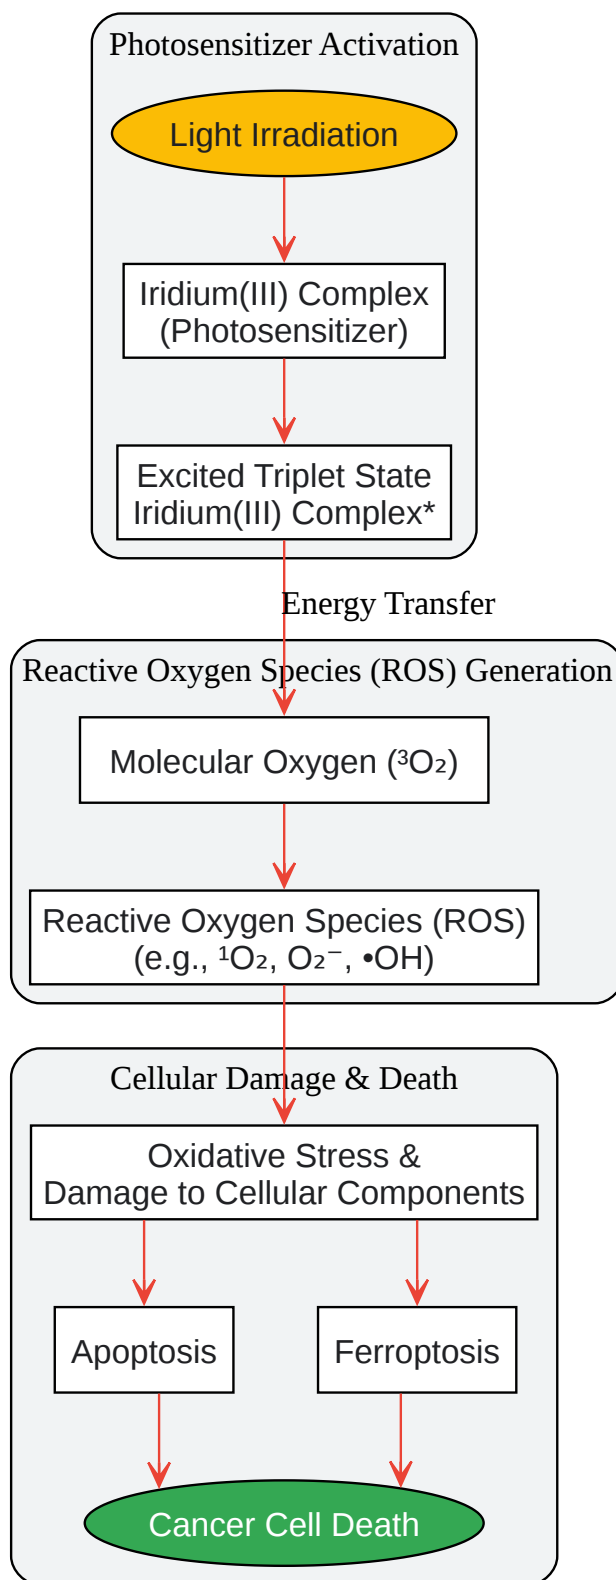 Photosensitizer Activation
Light Irradiation
Iridium(III) Complex
(Photosensitizer)
Excited Triplet State
Iridium(III) Complex*
Energy Transfer
Reactive Oxygen Species (ROS) Generation
Molecular Oxygen (³O₂)
Reactive Oxygen Species (ROS)
(e.g., ¹O₂, O₂⁻, •OH)
Cellular Damage & Death
Oxidative Stress &
Damage to Cellular Components
Apoptosis
Ferroptosis
Cancer Cell Death